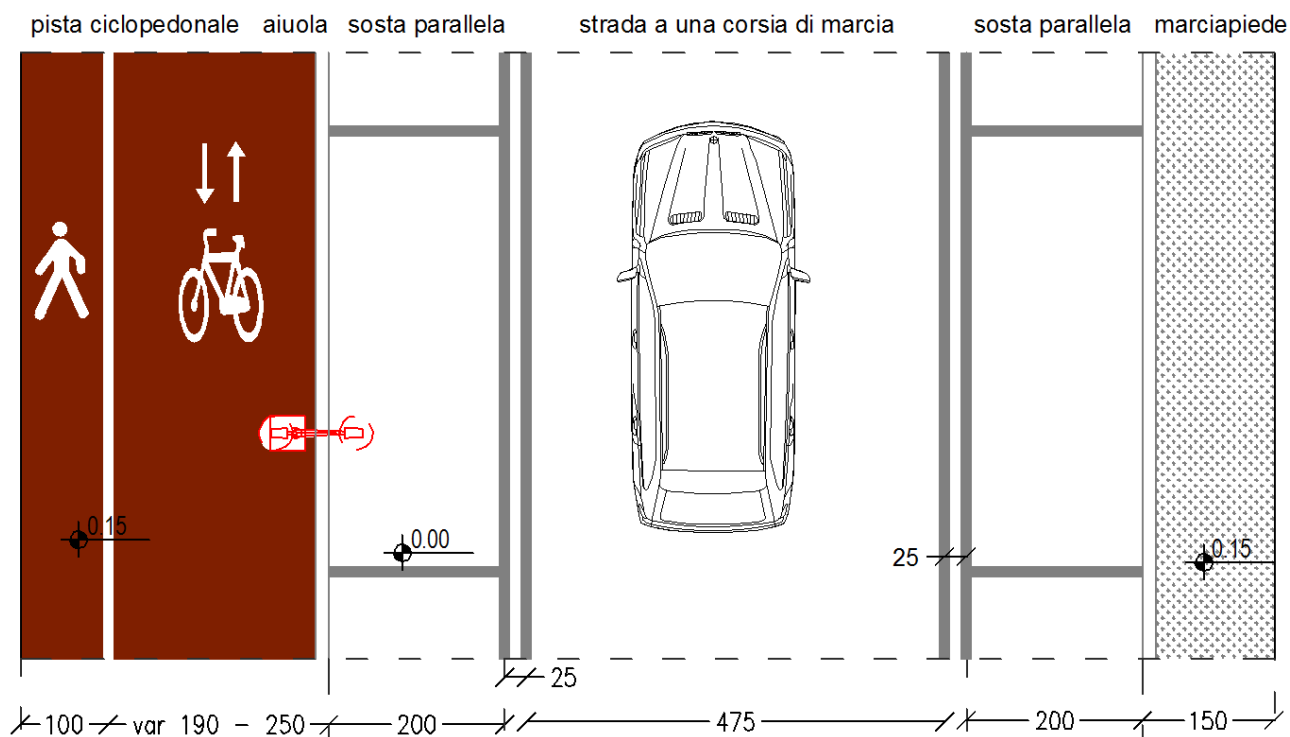 pista ciclopedonale aiuola sosta parallela strada a una corsia di marcia sosta parallela marciapiede
0.15
0.00
25
0.15
25
100 var 190 - 250 200 475 200 150